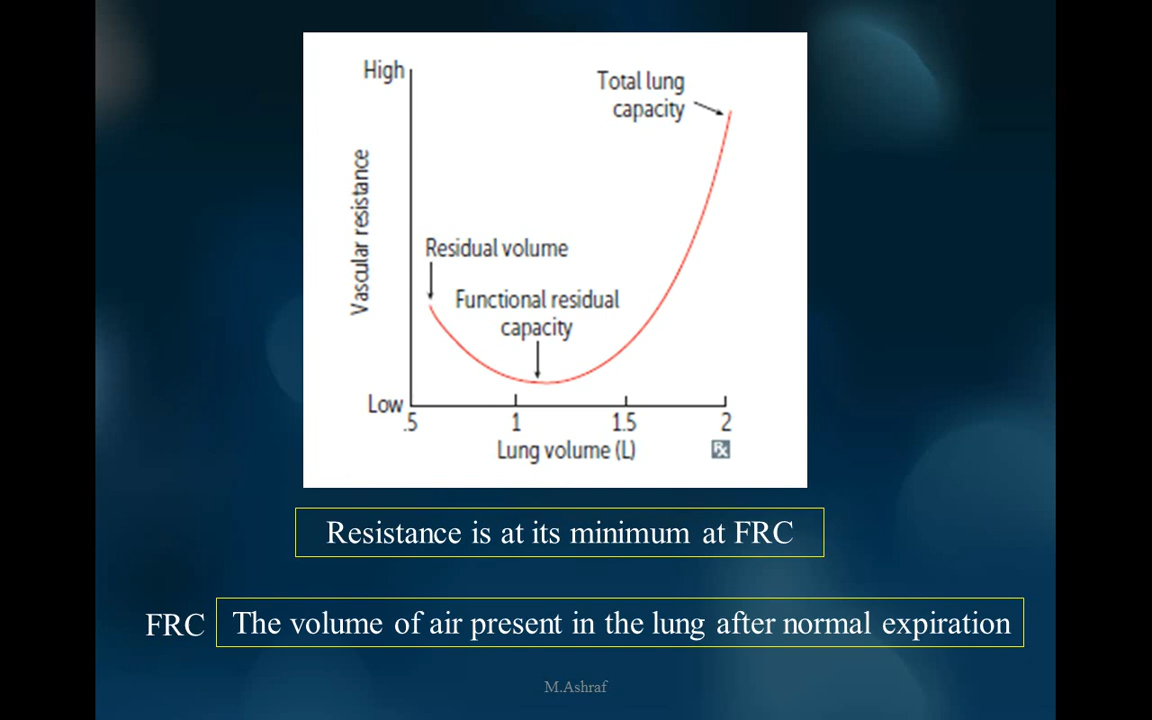 High
Total lung
capacity
Vascular resistance
Residual volume
Functional residual
capacity
Low
.5 1 1.5 2
Lung volume (L)
Rx
Resistance is at its minimum at FRC
FRC The volume of air present in the lung after normal expiration
M.Ashraf